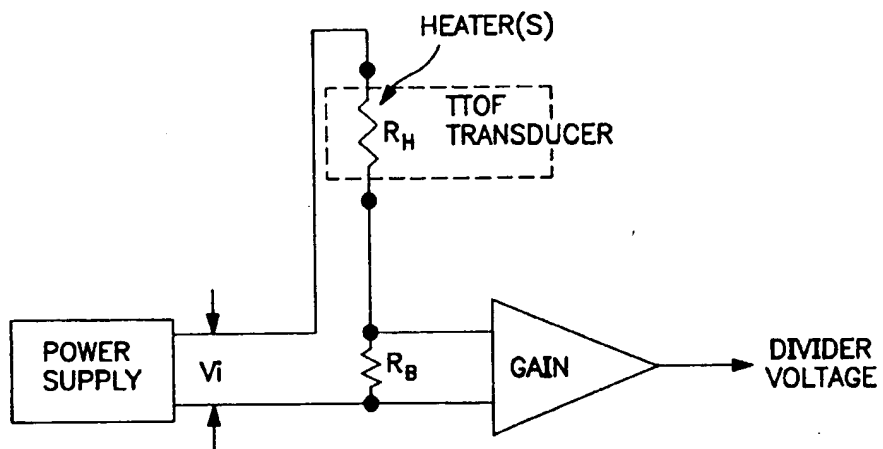 HEATER(S)
TTOF
TRANSDUCER
R_H
POWER
SUPPLY
Vi
R_B
GAIN
DIVIDER
VOLTAGE